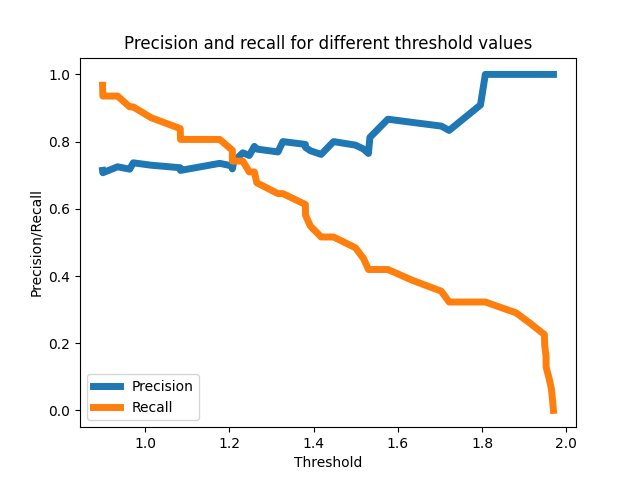 Precision and recall for different threshold values
Precision/Recall
1.0
0.8
0.6
0.4
0.2
0.0
Precision
Recall
1.0
1.2
1.4
1.6
1.8
2.0
Threshold